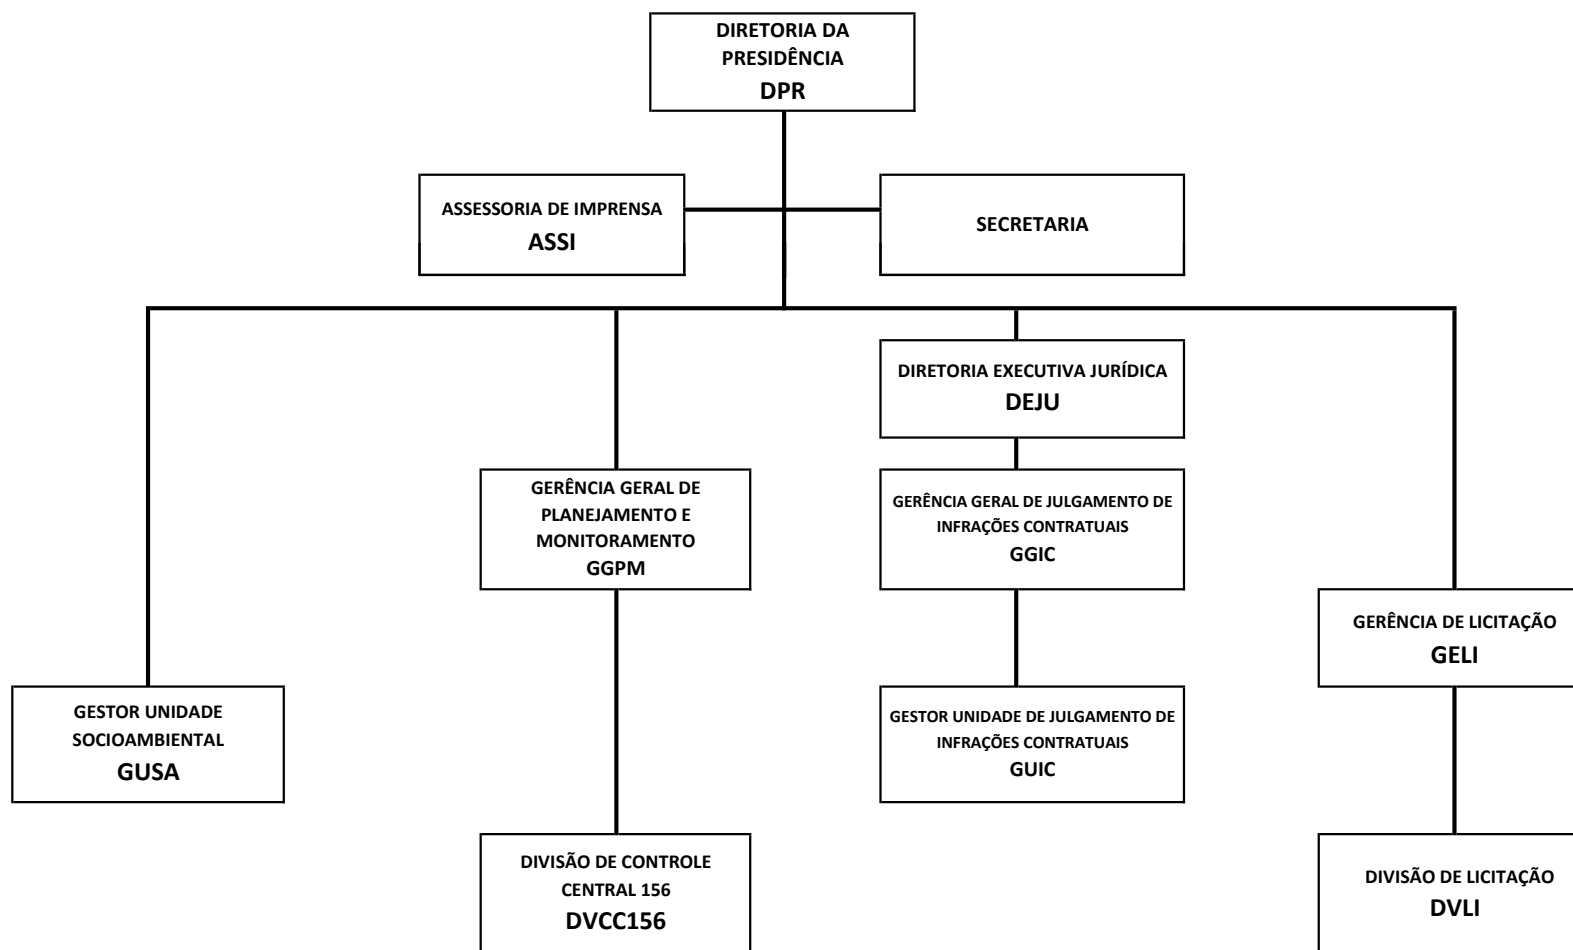 DIRETORIA DA
PRESIDÊNCIA
DPR
ASSESSORIA DE IMPRENSA
ASSI
SECRETARIA
DIRETORIA EXECUTIVA JURÍDICA
DEJU
GERÊNCIA GERAL DE
PLANEJAMENTO E
MONITORAMENTO
GGPM
GERÊNCIA GERAL DE JULGAMENTO DE
INFRAÇÕES CONTRATUAIS
GGIC
GERÊNCIA DE LICITAÇÃO
GELI
GESTOR UNIDADE
SOCIOAMBIENTAL
GUSA
GESTOR UNIDADE DE JULGAMENTO DE
INFRAÇÕES CONTRATUAIS
GUIC
DIVISÃO DE CONTROLE
CENTRAL 156
DVCC156
DIVISÃO DE LICITAÇÃO
DVLI